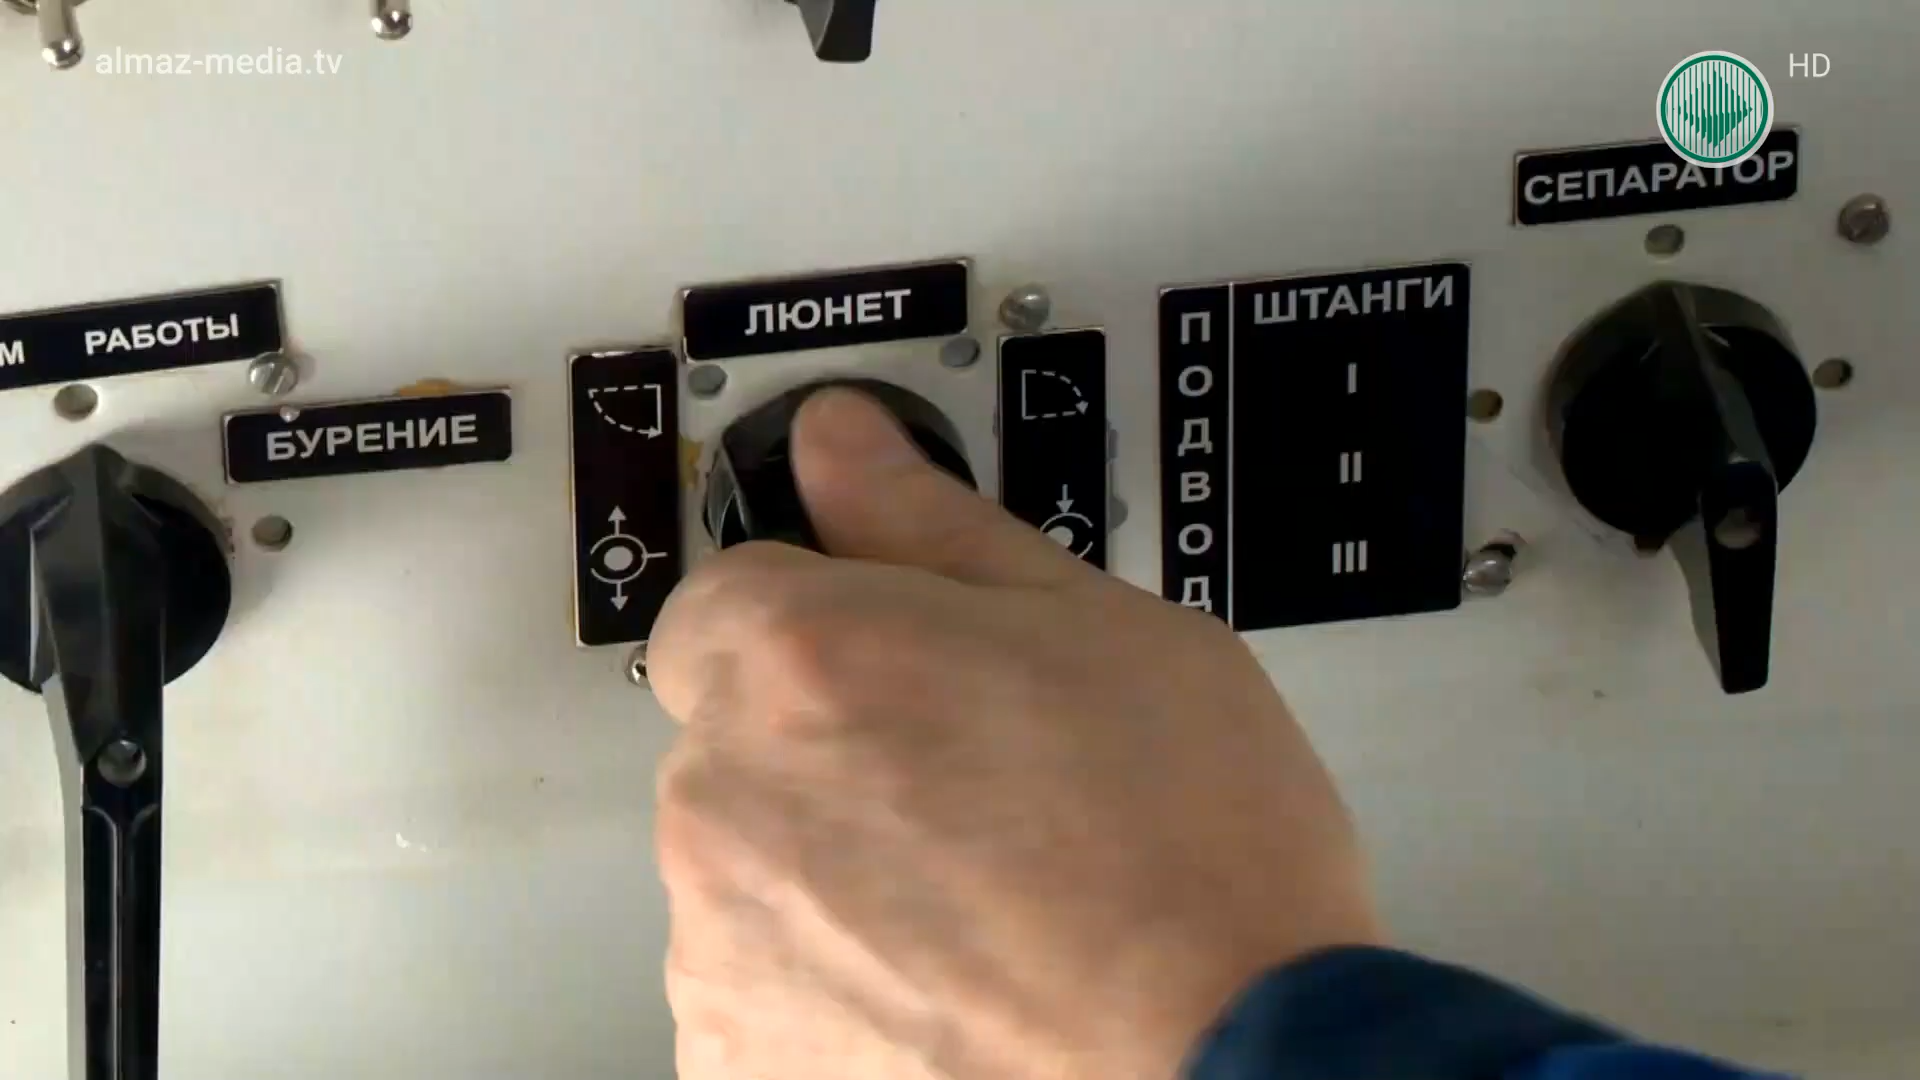 almaz-media.tv
HD
СЕПАРАТОР
ЛЮНЕТ
М РАБОТЫ
БУРЕНИЕ
ПОДВОД
ШТАНГИ
I
II
III